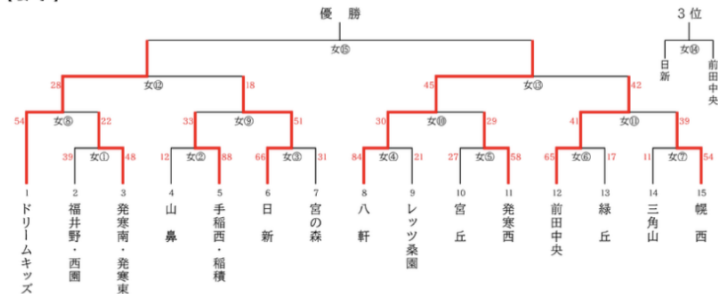 優 勝
3位
女⑮
女⑭
日新
前田中央
28
女⑫
18
45
女⑬
42
54
女⑧
22
33
女⑨
51
30
女⑩
29
41
女⑪
39
39
女①
48
12
女②
88
66
女③
31
84
女④
21
27
女⑤
58
65
女⑥
17
11
女⑦
54
1
2
3
4
5
6
7
8
9
10
11
12
13
14
15
ドリームキッズ
福井野・西園
発寒南・発寒東
山 鼻
手稲西・稲積
日 新
宮の森
八 軒
レッツ桑園
宮 丘
発寒西
前田中央
緑 丘
三角山
幌 西